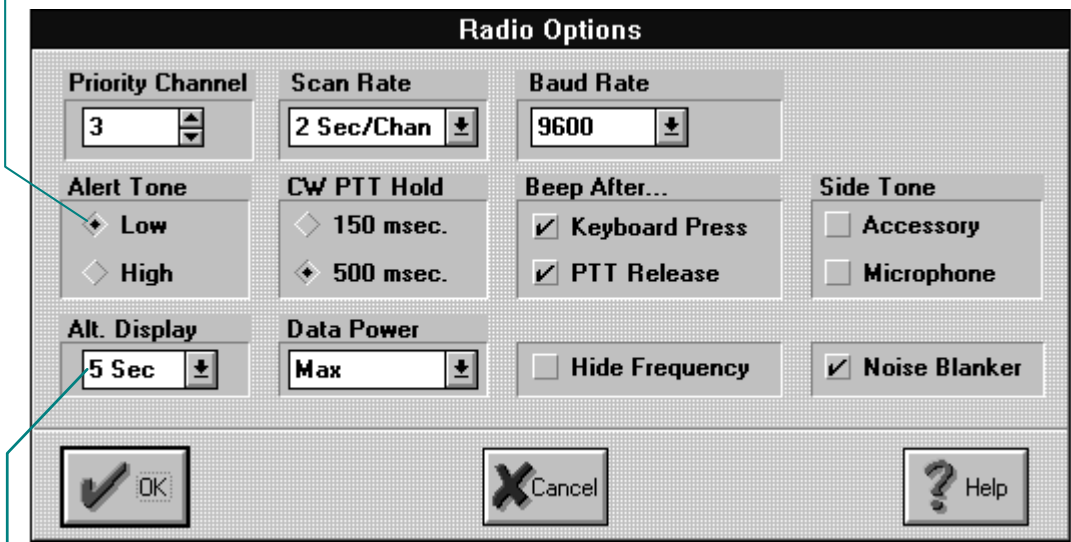 Radio Options
Priority Channel
Scan Rate
Baud Rate
3
2 Sec/Chan
9600
Alert Tone
CW PTT Hold
Beep After...
Side Tone
Low
150 msec.
Keyboard Press
Accessory
High
500 msec.
PTT Release
Microphone
Alt. Display
Data Power
5 Sec
Max
Hide Frequency
Noise Blanker
OK
Cancel
Help